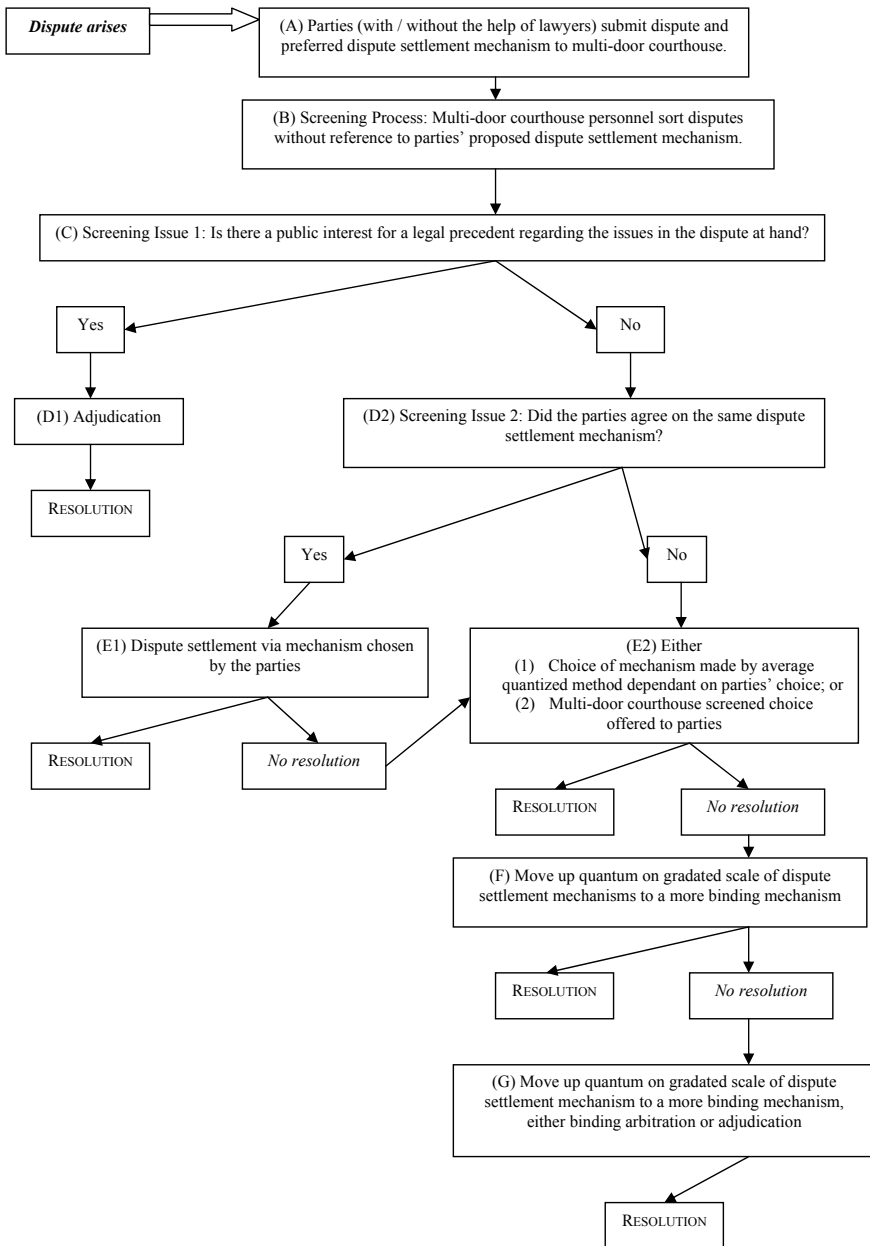 Dispute arises
(A) Parties (with / without the help of lawyers) submit dispute and
preferred dispute settlement mechanism to multi-door courthouse.
(B) Screening Process: Multi-door courthouse personnel sort disputes
without reference to parties’ proposed dispute settlement mechanism.
(C) Screening Issue 1: Is there a public interest for a legal precedent regarding the issues in the dispute at hand?
Yes
No
(D1) Adjudication
(D2) Screening Issue 2: Did the parties agree on the same dispute
settlement mechanism?
RESOLUTION
Yes
No
(E1) Dispute settlement via mechanism chosen
by the parties
(E2) Either
(1) Choice of mechanism made by average
quantized method dependant on parties’ choice; or
(2) Multi-door courthouse screened choice
offered to parties
RESOLUTION
No resolution
RESOLUTION
No resolution
(F) Move up quantum on gradated scale of dispute
settlement mechanisms to a more binding mechanism
RESOLUTION
No resolution
(G) Move up quantum on gradated scale of dispute
settlement mechanism to a more binding mechanism,
either binding arbitration or adjudication
RESOLUTION